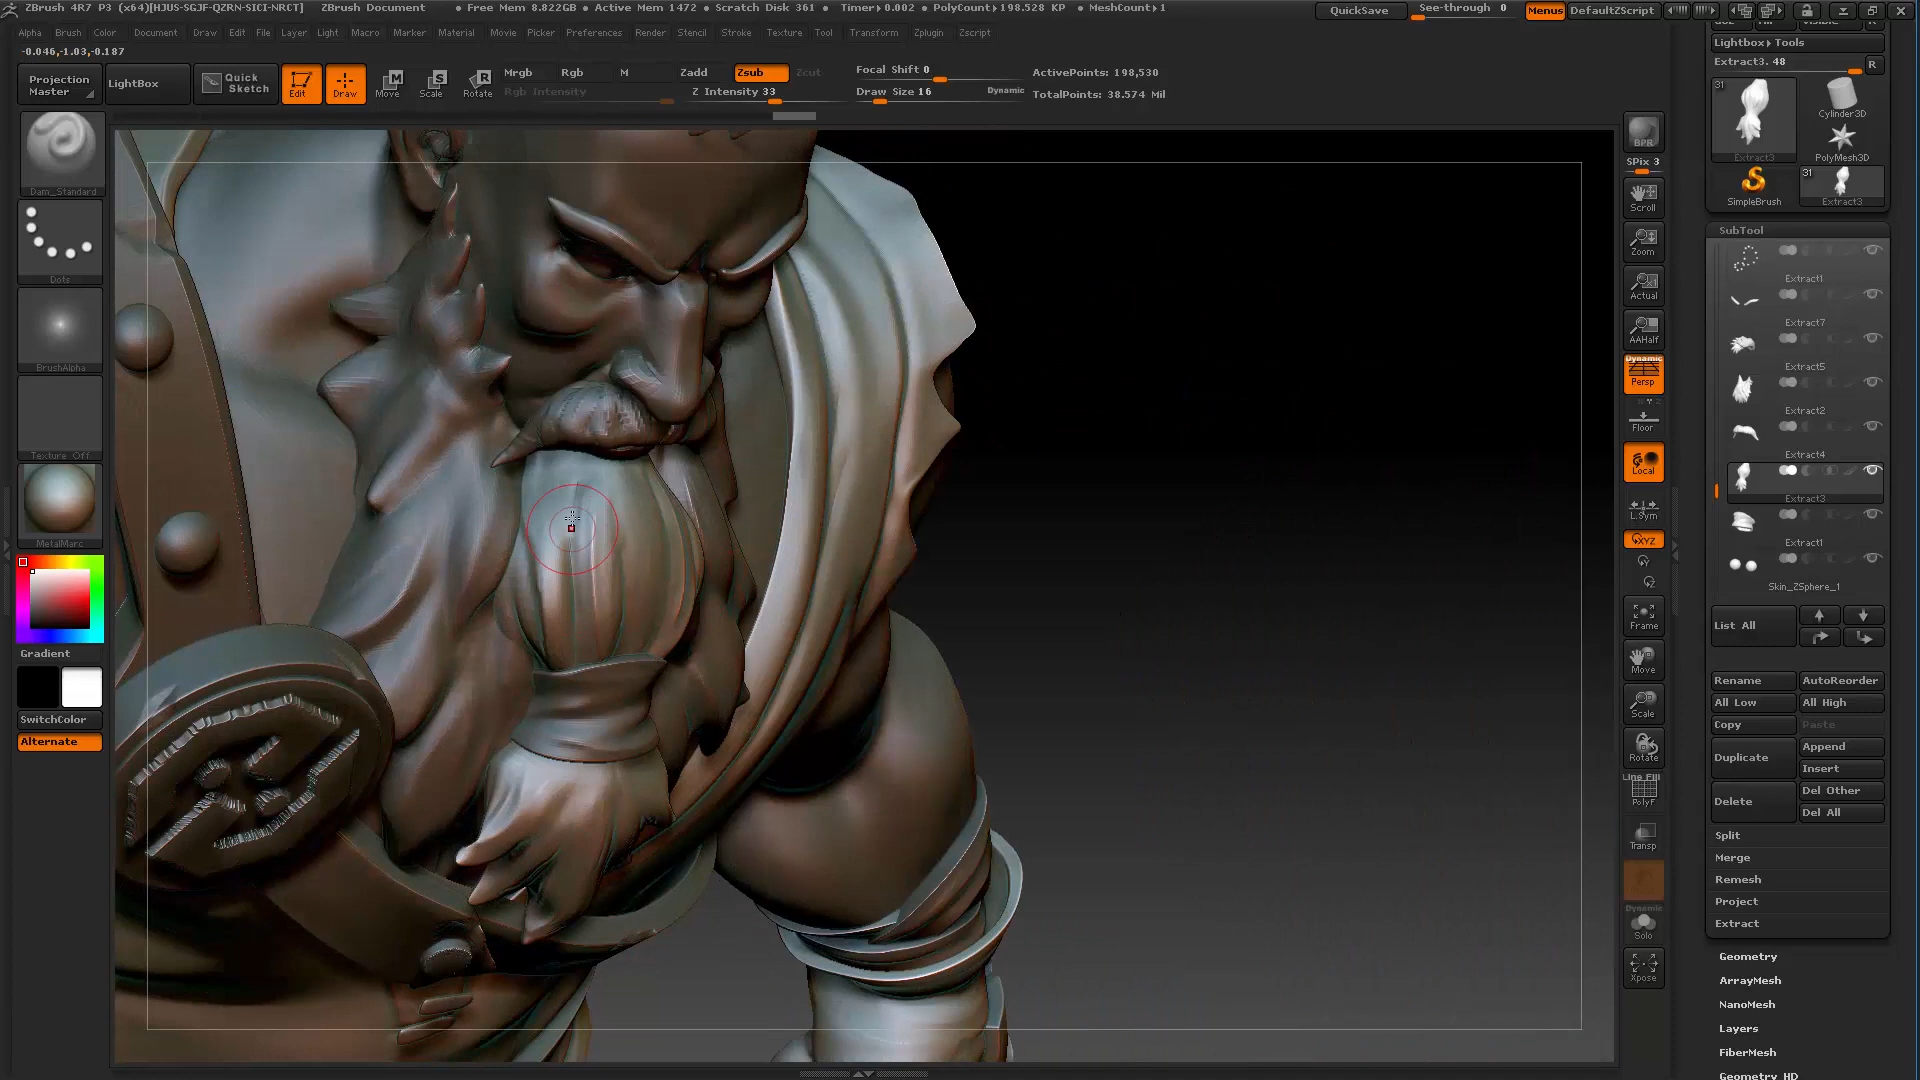 ZBrush 4R7 P3 (x64)[HJUS-SGJF-QZRN-SICI-NRCT] ZBrush Document • Free Mem 8.822GB • Active Mem 1472 • Scratch Disk 361 • Timer▸0.002 • PolyCount▸198.528 KP • MeshCount▸1 QuickSave See-through 0 Menus DefaultZScript
Alpha Brush Color Document Draw Edit File Layer Light Macro Marker Material Movie Picker Preferences Render Stencil Stroke Texture Tool Transform Zplugin Zscript
-0.046,-1.03,-0.187
Projection Master
LightBox
Quick Sketch
Edit
Draw
Move
Scale
Rotate
Mrgb Rgb M
Rgb Intensity
Zadd Zsub Zcut
Z Intensity 33
Focal Shift 0
Draw Size 16
Dynamic
ActivePoints: 198,530
TotalPoints: 38.574 Mil
Dam_Standard
Dots
BrushAlpha
Texture Off
MetalMarc
Gradient
SwitchColor
Alternate
BPR
SPix 3
Scroll
Zoom
Actual
AAHalf
Dynamic
Persp
Floor
Local
L.Sym
XYZ
Frame
Move
Scale
Rotate
Line Fill
PolyF
Transp
Dynamic
Solo
Xpose
Lightbox▸Tools
Extract3. 48 R
31
Extract3
Cylinder3D
PolyMesh3D
SimpleBrush
31
Extract3
SubTool
Extract1
Extract7
Extract5
Extract2
Extract4
Extract3
Extract1
Skin_ZSphere_1
List All
Rename AutoReorder
All Low All High
Copy Paste
Duplicate Append
Insert
Delete Del Other
Del All
Split
Merge
Remesh
Project
Extract
Geometry
ArrayMesh
NanoMesh
Layers
FiberMesh
Geometry HD